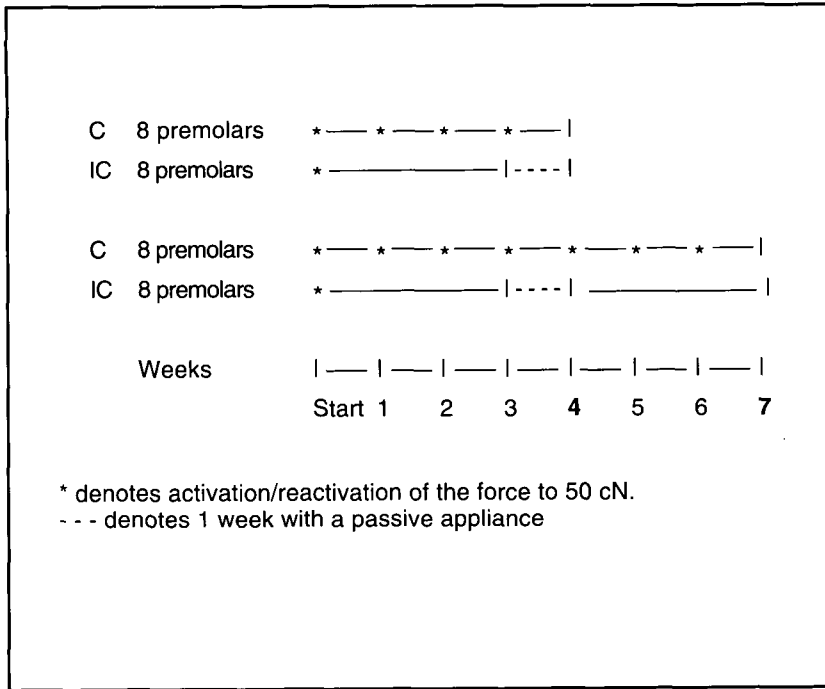 C 8 premolars *—— * —— * —— * ——|
IC 8 premolars * ————————|- - - -|
C 8 premolars *—— * —— * —— * —— * —— * —— * ——|
IC 8 premolars * ————————|- - - -| ————————|
Weeks |——|——|——|——|——|——|——|
Start 1 2 3 4 5 6 7
* denotes activation/reactivation of the force to 50 cN.
- - - denotes 1 week with a passive appliance